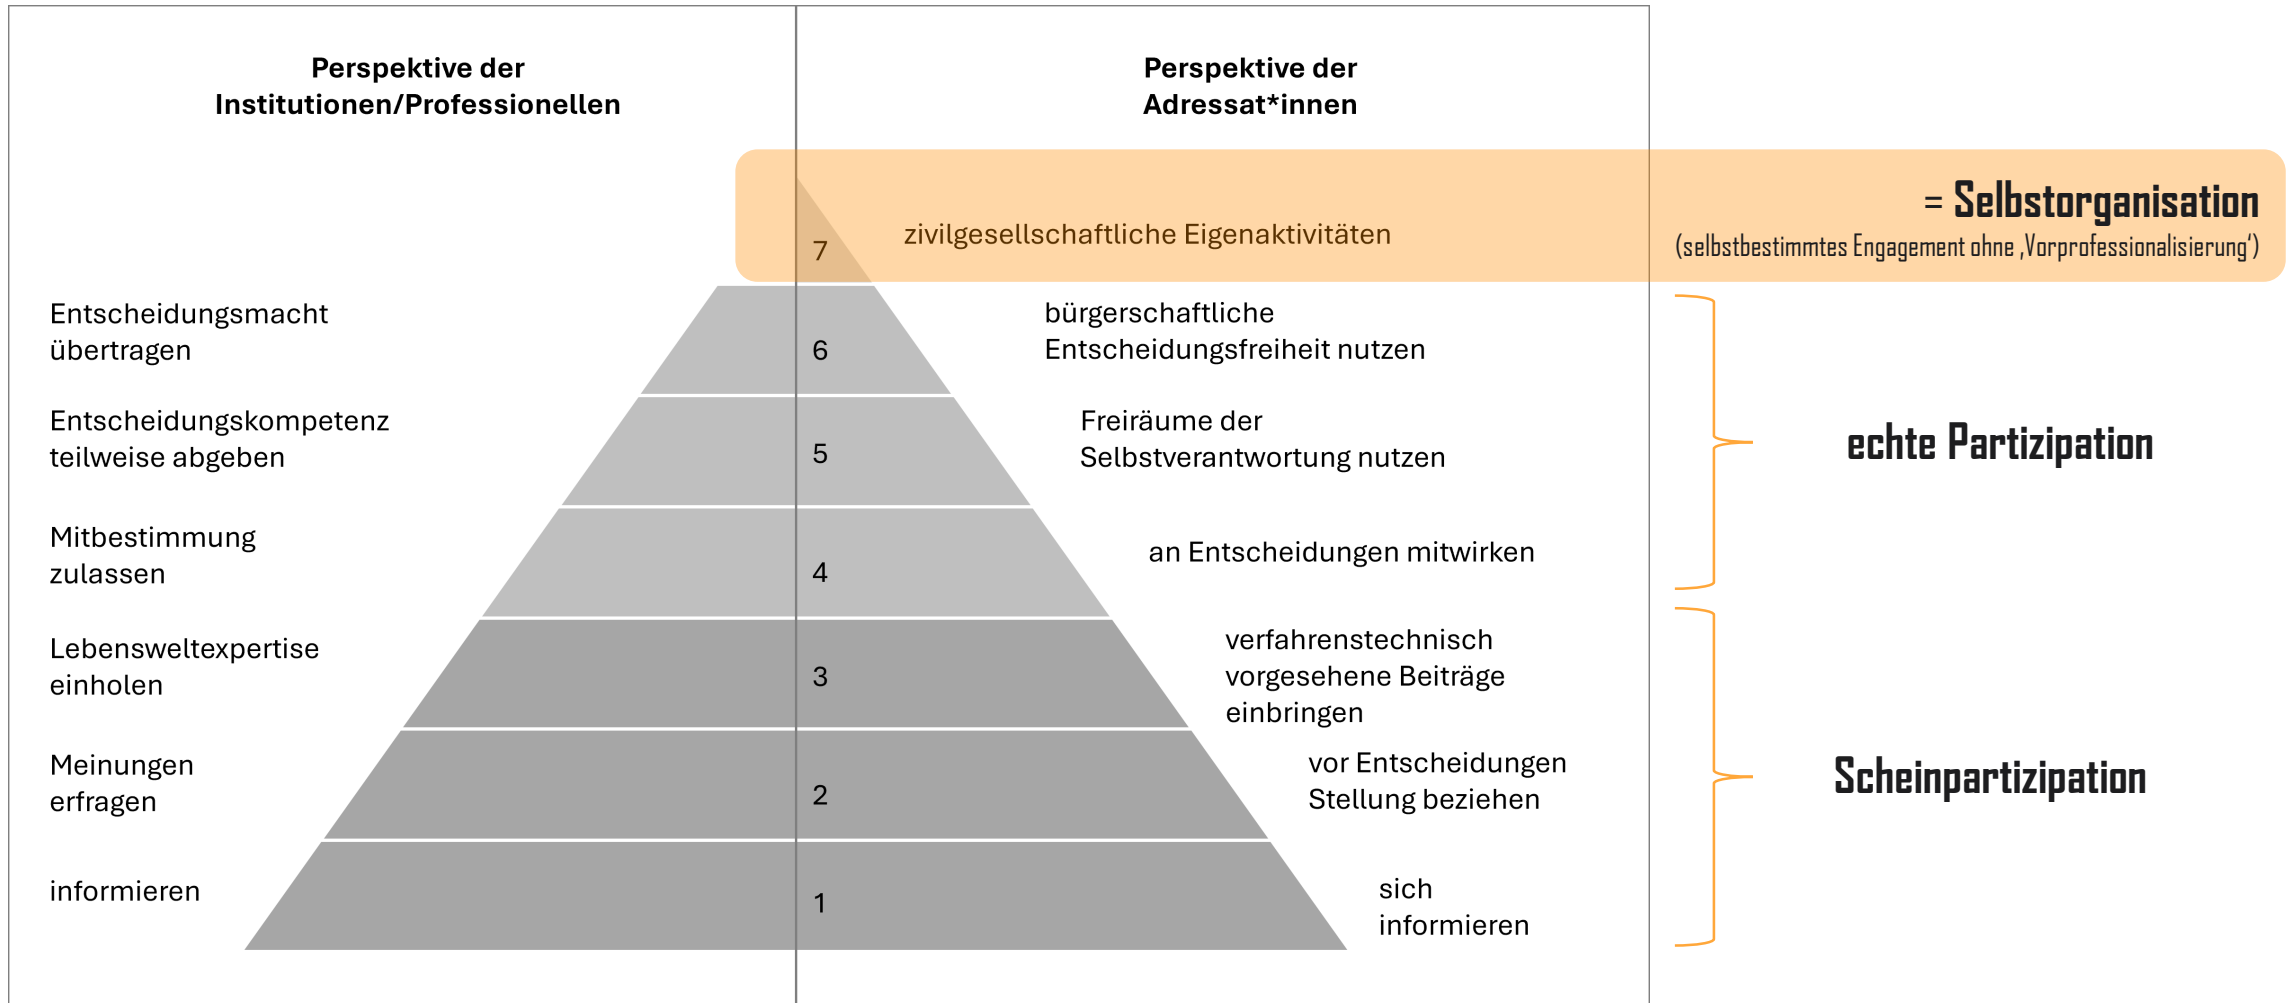 Perspektive der
Institutionen/Professionellen
Perspektive der
Adressat*innen
7
zivilgesellschaftliche Eigenaktivitäten
= Selbstorganisation
(selbstbestimmtes Engagement ohne ‚Vorprofessionalisierung‘)
Entscheidungsmacht
übertragen
6
bürgerschaftliche
Entscheidungsfreiheit nutzen
Entscheidungskompetenz
teilweise abgeben
5
Freiräume der
Selbstverantwortung nutzen
echte Partizipation
Mitbestimmung
zulassen
4
an Entscheidungen mitwirken
Lebensweltexpertise
einholen
3
verfahrenstechnisch
vorgesehene Beiträge
einbringen
Meinungen
erfragen
2
vor Entscheidungen
Stellung beziehen
Scheinpartizipation
informieren
1
sich
informieren